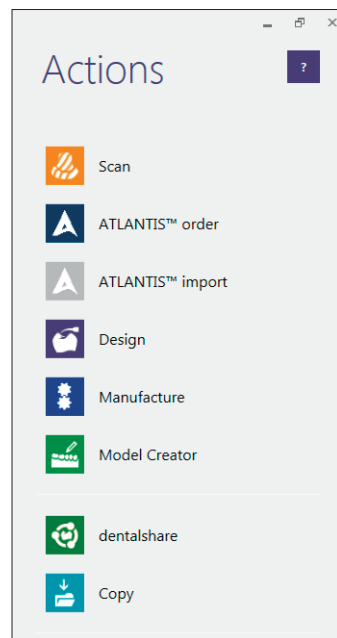 Actions
?
Scan
ATLANTIS™ order
ATLANTIS™ import
Design
Manufacture
Model Creator
dentalshare
Copy